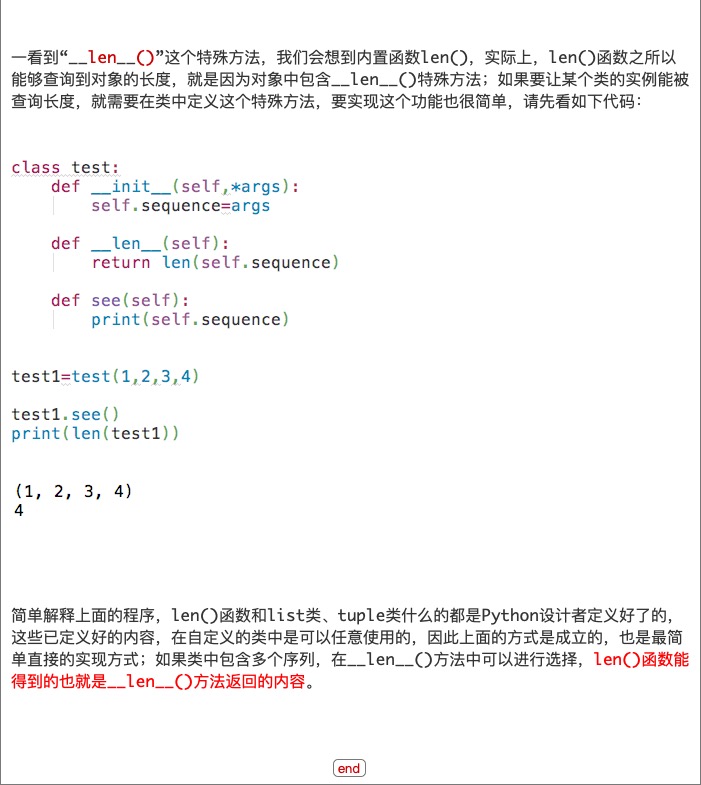 一看到“__len__()”这个特殊方法，我们会想到内置函数len()，实际上，len()函数之所以
能够查询到对象的长度，就是因为对象中包含__len__()特殊方法；如果要让某个类的实例能被
查询长度，就需要在类中定义这个特殊方法，要实现这个功能也很简单，请先看如下代码：
class test:
    def __init__(self,*args):
        self.sequence=args
    def __len__(self):
        return len(self.sequence)
    def see(self):
        print(self.sequence)
test1=test(1,2,3,4)
test1.see()
print(len(test1))
(1, 2, 3, 4)
4
简单解释上面的程序，len()函数和list类、tuple类什么的都是Python设计者定义好了的，
这些已定义好的内容，在自定义的类中是可以任意使用的，因此上面的方式是成立的，也是最简
单直接的实现方式；如果类中包含多个序列，在__len__()方法中可以进行选择，len()函数能
得到的也就是__len__()方法返回的内容。
end